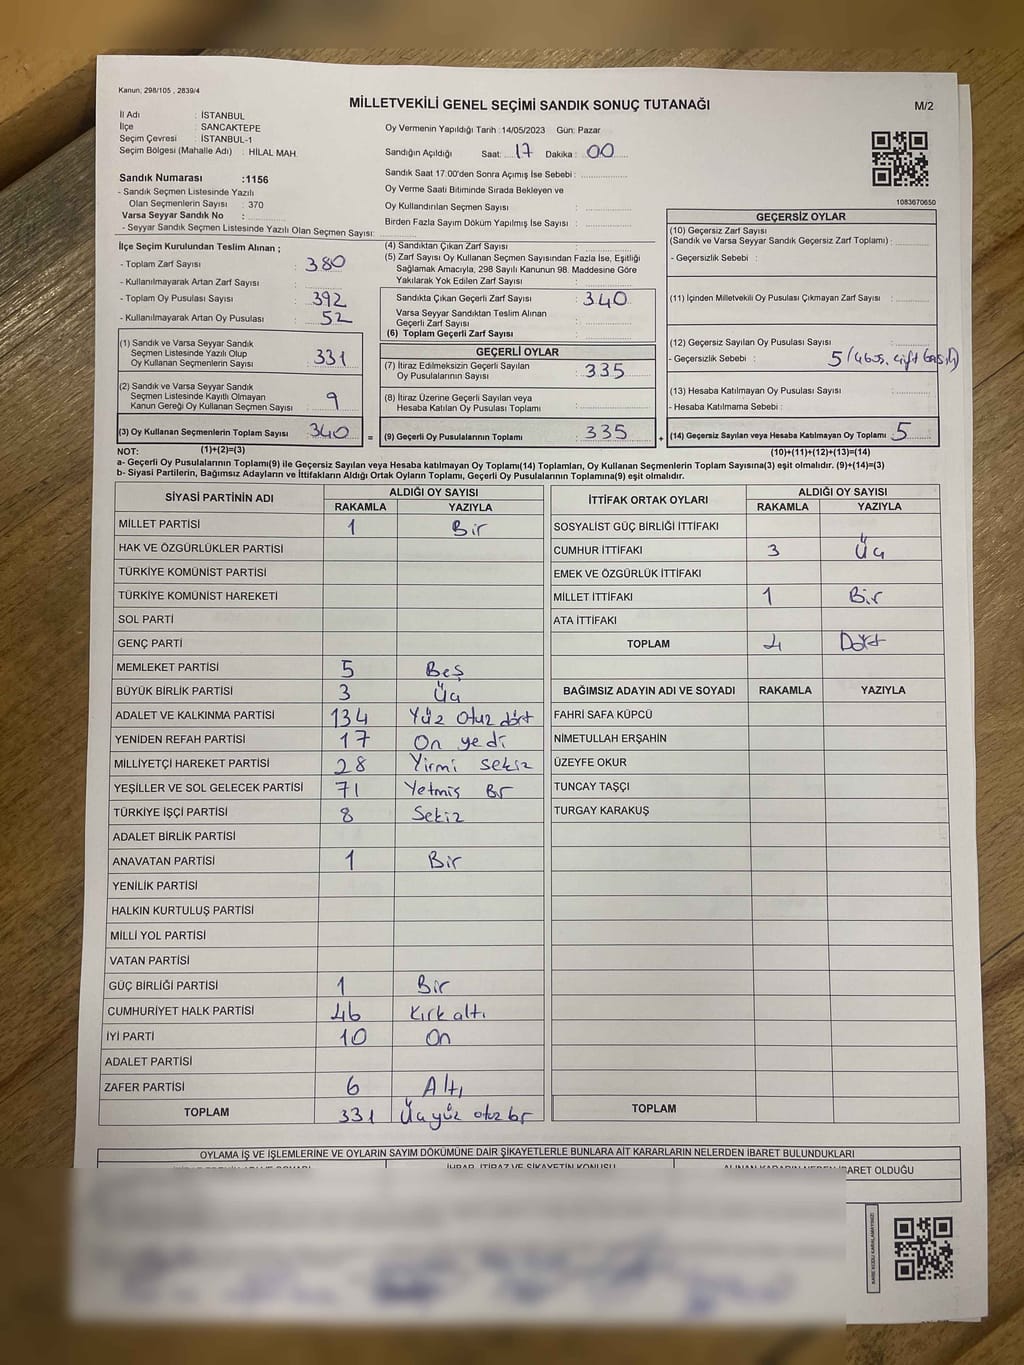 Kanun; 298/105 , 2839/4
MİLLETVEKİLİ GENEL SEÇİMİ SANDIK SONUÇ TUTANAĞI
M/2
İl Adı : İSTANBUL
İlçe : SANCAKTEPE
Seçim Çevresi : İSTANBUL-1
Seçim Bölgesi (Mahalle Adı) : HİLAL MAH.
Sandık Numarası :1156
- Sandık Seçmen Listesinde Yazılı
Olan Seçmenlerin Sayısı : 370
Varsa Seyyar Sandık No :
- Seyyar Sandık Seçmen Listesinde Yazılı Olan Seçmen Sayısı:
Oy Vermenin Yapıldığı Tarih :14/05/2023 Gün: Pazar
Sandığın Açıldığı Saat: 17 Dakika : 00
Sandık Saat 17:00'den Sonra Açımış İse Sebebi :
Oy Verme Saati Bitiminde Sırada Bekleyen ve
Oy Kullandırılan Seçmen Sayısı :
Birden Fazla Sayım Döküm Yapılmış İse Sayısı :
1083670650
İlçe Seçim Kurulundan Teslim Alınan ;
- Toplam Zarf Sayısı : 380
- Kullanılmayarak Artan Zarf Sayısı :
- Toplam Oy Pusulası Sayısı : 392
- Kullanılmayarak Artan Oy Pusulası : 52
(1) Sandık ve Varsa Seyyar Sandık
Seçmen Listesinde Yazılı Olup
Oy Kullanan Seçmenlerin Sayısı : 331
(2) Sandık ve Varsa Seyyar Sandık
Seçmen Listesinde Kayıtlı Olmayan
Kanun Gereği Oy Kullanan Seçmen Sayısı : 9
(3) Oy Kullanan Seçmenlerin Toplam Sayısı : 340 =
(4) Sandıktan Çıkan Zarf Sayısı :
(5) Zarf Sayısı Oy Kullanan Seçmen Sayısından Fazla İse, Eşitliği
Sağlamak Amacıyla, 298 Sayılı Kanunun 98. Maddesine Göre
Yakılarak Yok Edilen Zarf Sayısı :
Sandıkta Çıkan Geçerli Zarf Sayısı : 340
Varsa Seyyar Sandıktan Teslim Alınan
Geçerli Zarf Sayısı :
(6) Toplam Geçerli Zarf Sayısı :
GEÇERLİ OYLAR
(7) İtiraz Edilmeksizin Geçerli Sayılan
Oy Pusulalarının Sayısı : 335
(8) İtiraz Üzerine Geçerli Sayılan veya
Hesaba Katılan Oy Pusulası Toplamı :
(9) Geçerli Oy Pusulalarının Toplamı : 335 +
GEÇERSİZ OYLAR
(10) Geçersiz Zarf Sayısı
(Sandık ve Varsa Seyyar Sandık Geçersiz Zarf Toplamı) :
- Geçersizlik Sebebi :
(11) İçinden Milletvekili Oy Pusulası Çıkmayan Zarf Sayısı :
(12) Geçersiz Sayılan Oy Pusulası Sayısı :
- Geçersizlik Sebebi : 5
(13) Hesaba Katılmayan Oy Pusulası Sayısı :
- Hesaba Katılmama Sebebi :
(14) Geçersiz Sayılan veya Hesaba Katılmayan Oy Toplamı : 5
NOT: (1)+(2)=(3) (10)+(11)+(12)+(13)=(14)
a- Geçerli Oy Pusulalarının Toplamı(9) ile Geçersiz Sayılan veya Hesaba katılmayan Oy Toplamı(14) Toplamları, Oy Kullanan Seçmenlerin Toplam Sayısına(3) eşit olmalıdır. (9)+(14)=(3)
b- Siyasi Partilerin, Bağımsız Adayların ve İttifakların Aldığı Ortak Oyların Toplamı, Geçerli Oy Pusulalarının Toplamına(9) eşit olmalıdır.
SİYASİ PARTİNİN ADI ALDIĞI OY SAYISI
RAKAMLA YAZIYLA
MİLLET PARTİSİ 1 Bir
HAK VE ÖZGÜRLÜKLER PARTİSİ
TÜRKİYE KOMÜNİST PARTİSİ
TÜRKİYE KOMÜNİST HAREKETİ
SOL PARTİ
GENÇ PARTİ
MEMLEKET PARTİSİ 5 Beş
BÜYÜK BİRLİK PARTİSİ 3 Üç
ADALET VE KALKINMA PARTİSİ 134 Yüz Otuz dört
YENİDEN REFAH PARTİSİ 17 On yedi
MİLLİYETÇİ HAREKET PARTİSİ 28 Yirmi sekiz
YEŞİLLER VE SOL GELECEK PARTİSİ 71 Yetmiş Bir
TÜRKİYE İŞÇİ PARTİSİ 8 Sekiz
ADALET BİRLİK PARTİSİ
ANAVATAN PARTİSİ 1 Bir
YENİLİK PARTİSİ
HALKIN KURTULUŞ PARTİSİ
MİLLİ YOL PARTİSİ
VATAN PARTİSİ
GÜÇ BİRLİĞİ PARTİSİ 1 Bir
CUMHURİYET HALK PARTİSİ 46 Kırk altı
İYİ PARTİ 10 On
ADALET PARTİSİ
ZAFER PARTİSİ 6 Altı
TOPLAM 331 Üçyüz otuz bir
İTTİFAK ORTAK OYLARI ALDIĞI OY SAYISI
RAKAMLA YAZIYLA
SOSYALİST GÜÇ BİRLİĞİ İTTİFAKI
CUMHUR İTTİFAKI 3 Üç
EMEK VE ÖZGÜRLÜK İTTİFAKI
MİLLET İTTİFAKI 1 Bir
ATA İTTİFAKI
TOPLAM 4 Dört
BAĞIMSIZ ADAYIN ADI VE SOYADI RAKAMLA YAZIYLA
FAHRİ SAFA KÜPCÜ
NİMETULLAH ERŞAHİN
ÜZEYFE OKUR
TUNCAY TAŞÇI
TURGAY KARAKUŞ
TOPLAM
OYLAMA İŞ VE İŞLEMLERİNE VE OYLARIN SAYIM DÖKÜMÜNE DAİR ŞİKAYETLERLE BUNLARA AİT KARARLARIN NELERDEN İBARET BULUNDUKLARI
İHBAR, İTİRAZ VE ŞİKAYETİN KONUSU
ALINAN KARARIN NEDEN İBARET OLDUĞU